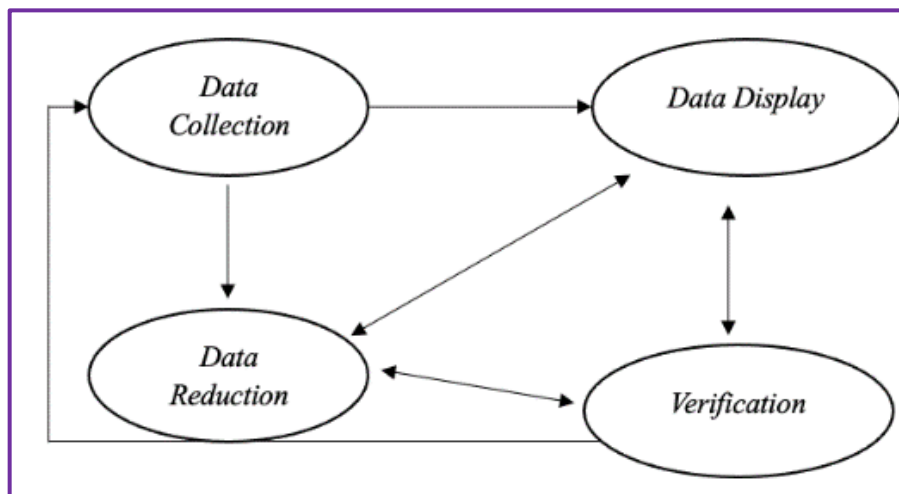 Data
Collection
Data Display
Data
Reduction
Verification